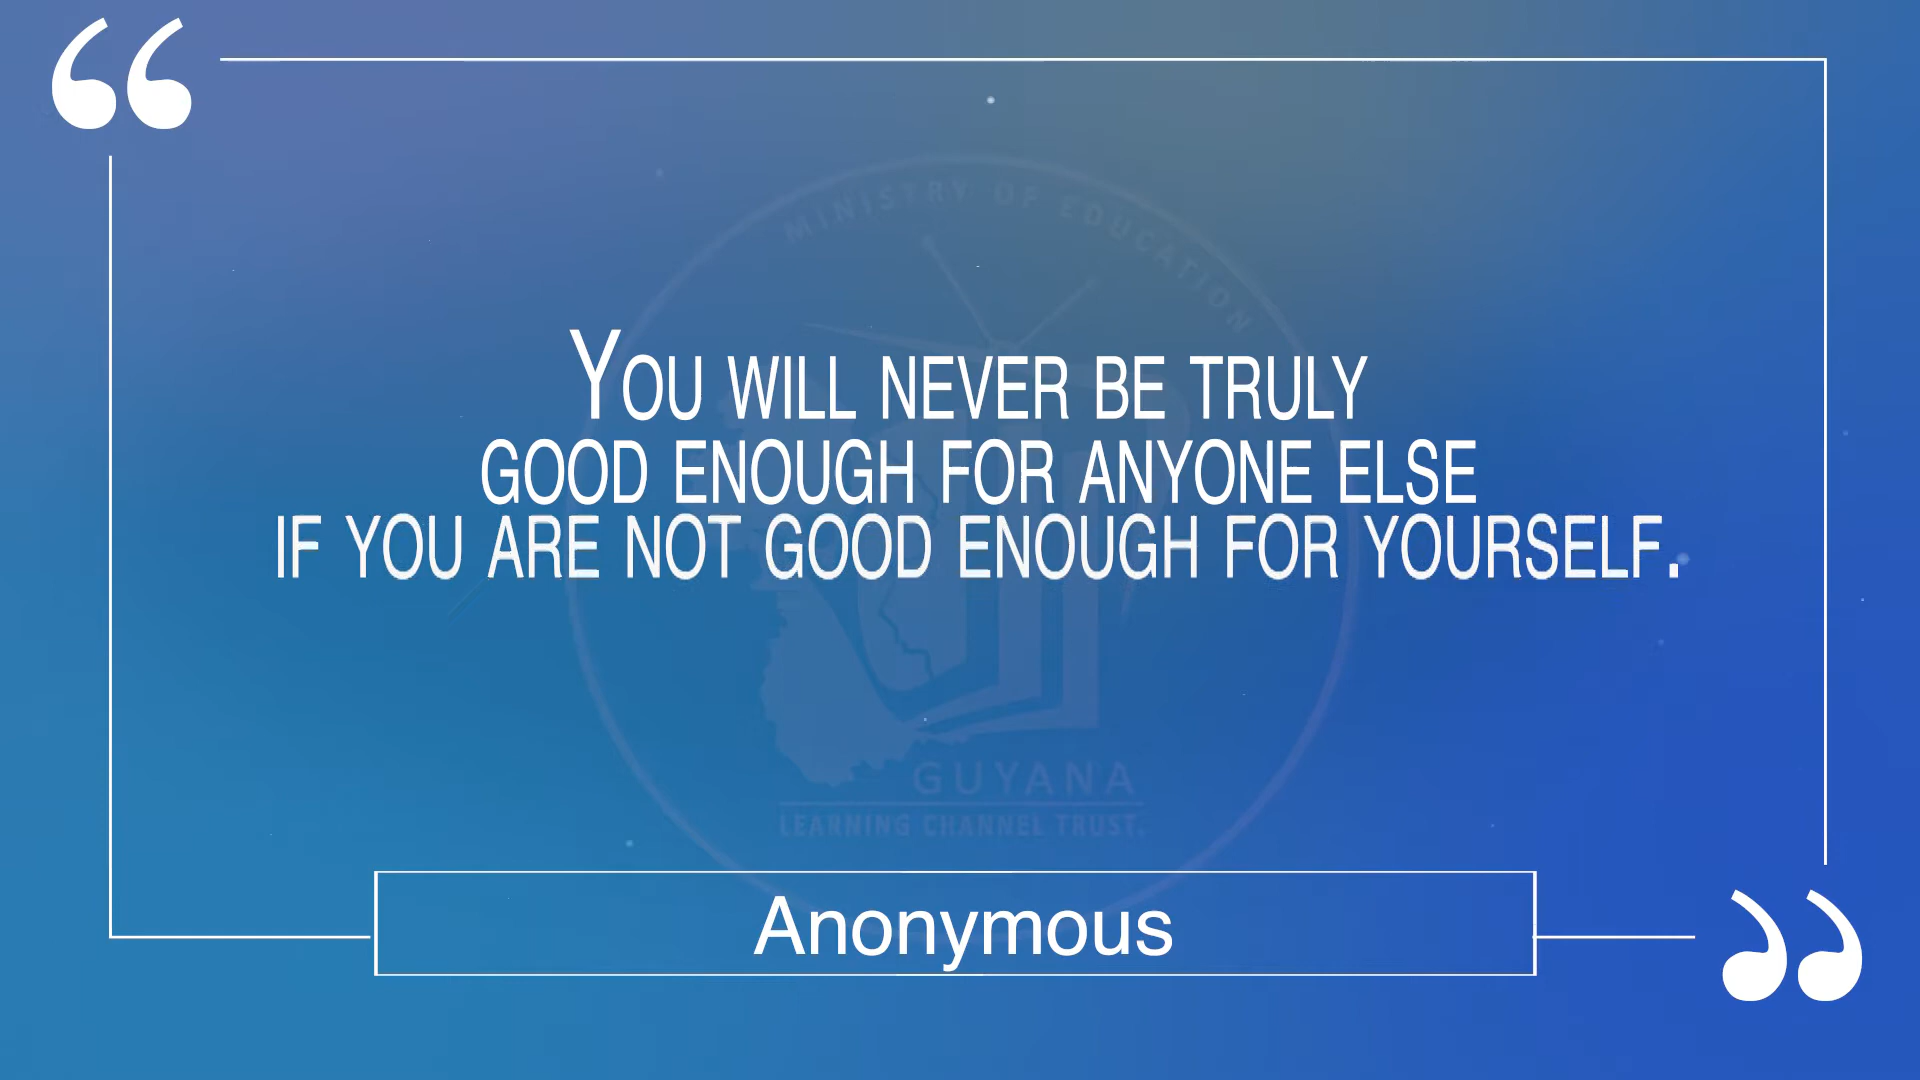 MINISTRY OF EDUCATION
You will never be truly
good enough for anyone else
if you are not good enough for yourself.
GUYANA
LEARNING CHANNEL TRUST.
Anonymous